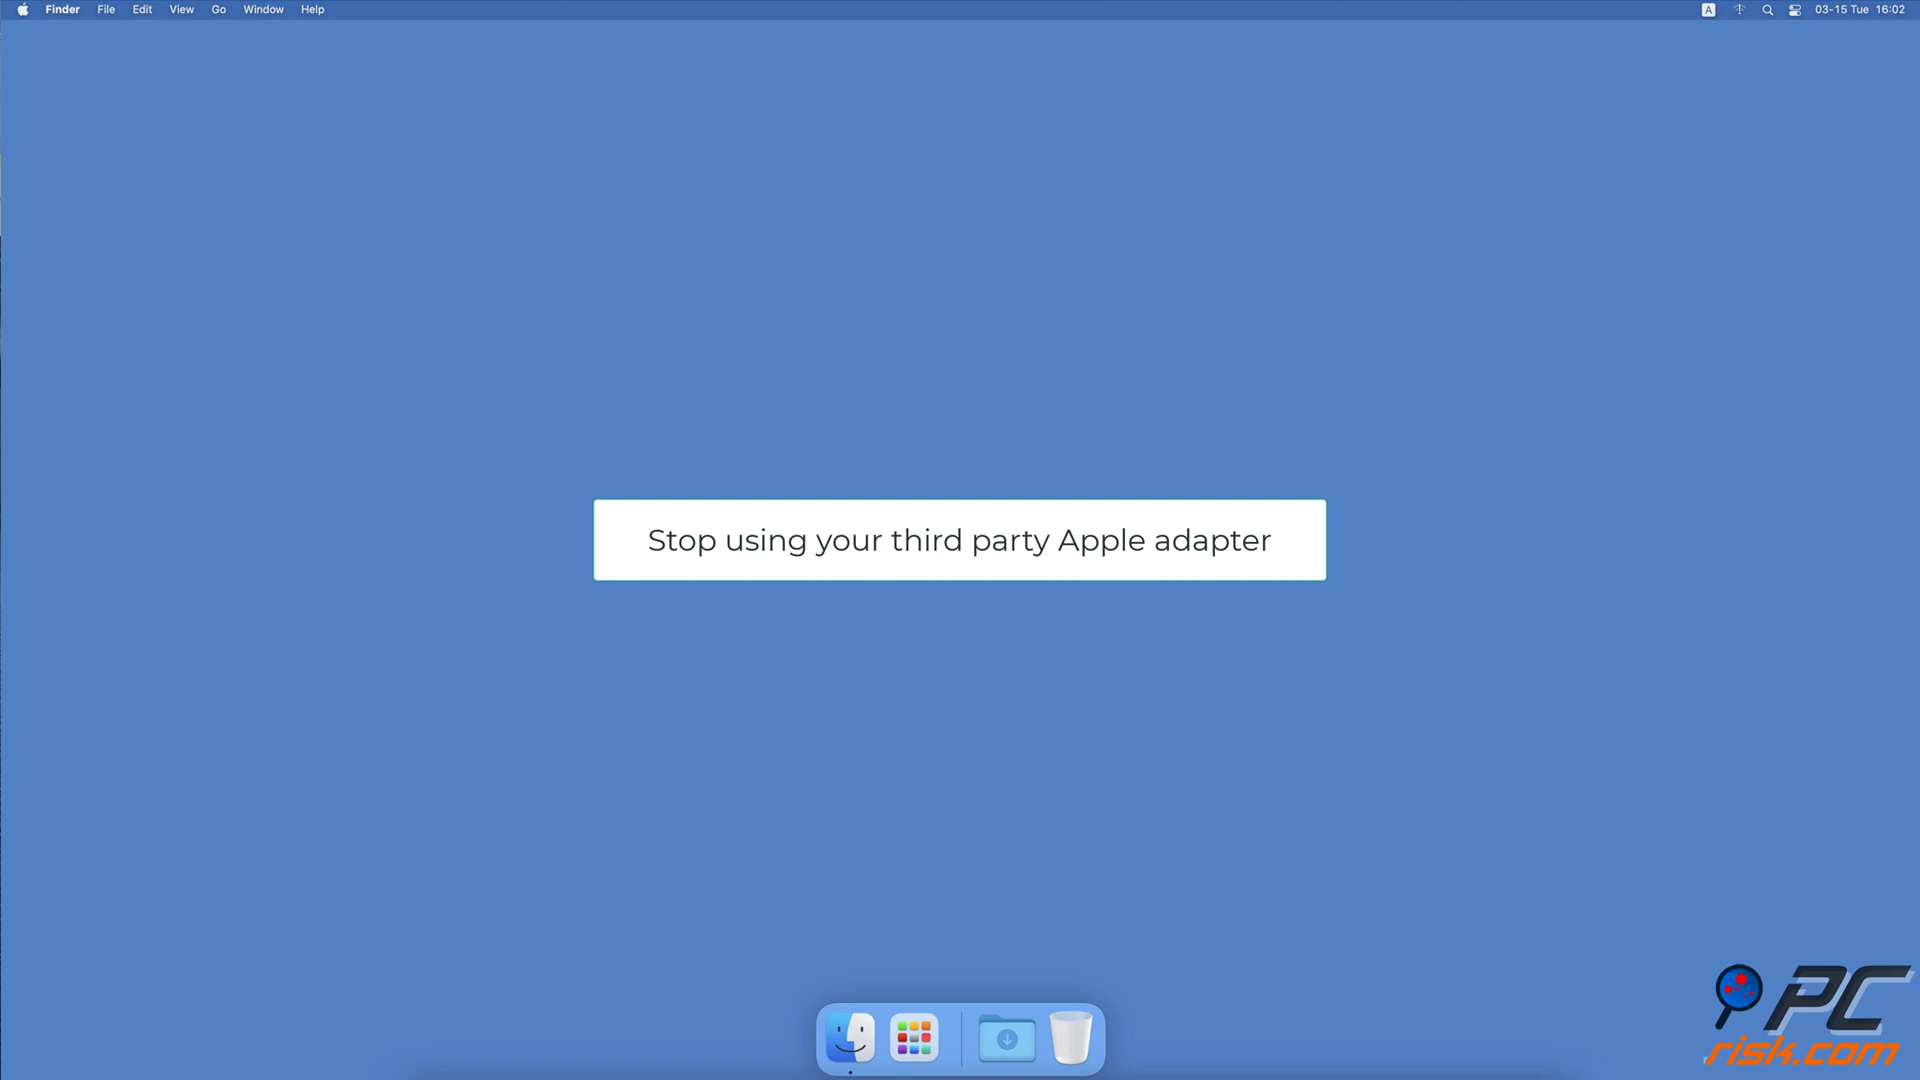 Finder File Edit View Go Window Help A 03-15 Tue 16:02
Stop using your third party Apple adapter
PC
risk.com